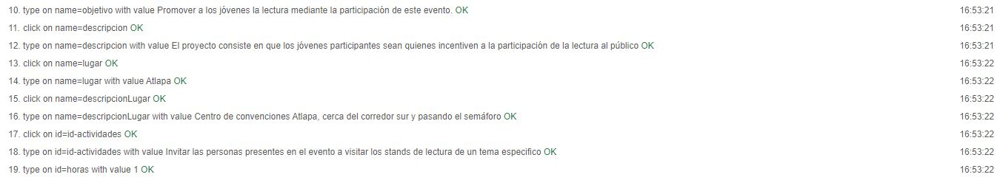 10. type on name=objetivo with value Promover a los jóvenes la lectura mediante la participación de este evento. OK 16:53:21
11. click on name=descripcion OK 16:53:21
12. type on name=descripcion with value El proyecto consiste en que los jóvenes participantes sean quienes incentiven a la participación de la lectura al público OK 16:53:21
13. click on name=lugar OK 16:53:22
14. type on name=lugar with value Atlapa OK 16:53:22
15. click on name=descripcionLugar OK 16:53:22
16. type on name=descripcionLugar with value Centro de convenciones Atlapa, cerca del corredor sur y pasando el semáforo OK 16:53:22
17. click on id=id-actividades OK 16:53:22
18. type on id=id-actividades with value Invitar las personas presentes en el evento a visitar los stands de lectura de un tema especifico OK 16:53:22
19. type on id=horas with value 1 OK 16:53:22